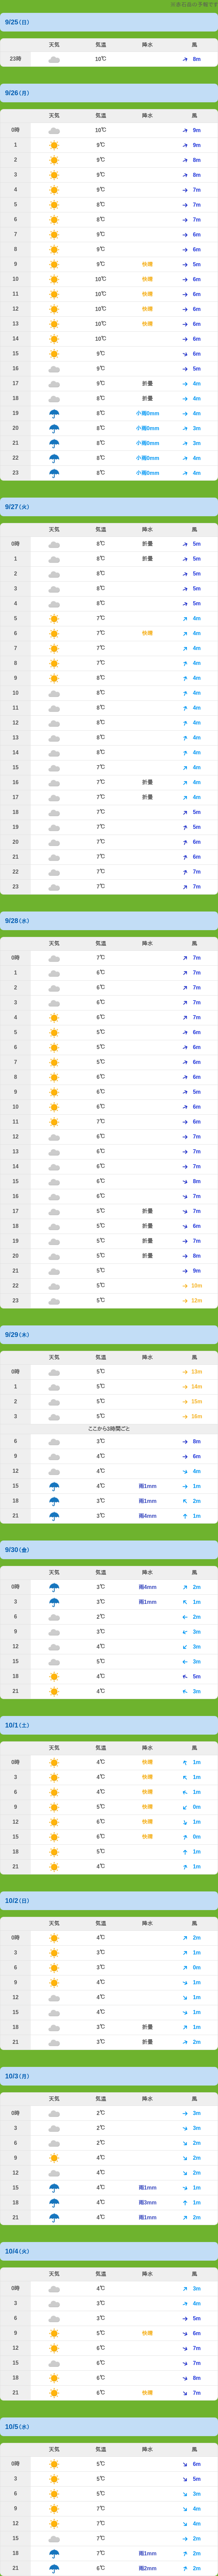 9/25(日)
天気 気温 降水 風
23時 10℃ 8m
9/26(月)
天気 気温 降水 風
0時 10℃ 9m
1 9℃ 9m
2 9℃ 8m
3 9℃ 8m
4 9℃ 7m
5 8℃ 7m
6 8℃ 7m
7 9℃ 6m
8 9℃ 6m
9 9℃ 快晴 5m
10 10℃ 快晴 6m
11 10℃ 快晴 6m
12 10℃ 快晴 6m
13 10℃ 快晴 6m
14 10℃ 6m
15 9℃ 6m
16 9℃ 5m
17 9℃ 折畳 4m
18 8℃ 折畳 4m
19 8℃ 小雨0mm 4m
20 8℃ 小雨0mm 3m
21 8℃ 小雨0mm 3m
22 8℃ 小雨0mm 4m
23 8℃ 小雨0mm 4m
9/27(火)
天気 気温 降水 風
0時 8℃ 折畳 5m
1 8℃ 折畳 5m
2 8℃ 5m
3 8℃ 5m
4 8℃ 5m
5 7℃ 4m
6 7℃ 快晴 4m
7 7℃ 4m
8 7℃ 4m
9 8℃ 4m
10 8℃ 4m
11 8℃ 4m
12 8℃ 4m
13 8℃ 4m
14 8℃ 4m
15 7℃ 4m
16 7℃ 折畳 4m
17 7℃ 折畳 4m
18 7℃ 5m
19 7℃ 5m
20 7℃ 6m
21 7℃ 6m
22 7℃ 7m
23 7℃ 7m
9/28(水)
天気 気温 降水 風
0時 7℃ 7m
1 6℃ 7m
2 6℃ 7m
3 6℃ 7m
4 6℃ 7m
5 5℃ 6m
6 5℃ 6m
7 5℃ 6m
8 6℃ 6m
9 6℃ 5m
10 6℃ 6m
11 7℃ 6m
12 6℃ 7m
13 6℃ 7m
14 6℃ 7m
15 6℃ 8m
16 6℃ 7m
17 5℃ 折畳 7m
18 5℃ 折畳 6m
19 5℃ 折畳 7m
20 5℃ 折畳 8m
21 5℃ 9m
22 5℃ 10m
23 5℃ 12m
9/29(木)
天気 気温 降水 風
0時 5℃ 13m
1 5℃ 14m
2 5℃ 15m
3 5℃ 16m
ここから3時間ごと
6 3℃ 8m
9 4℃ 6m
12 4℃ 4m
15 4℃ 雨1mm 1m
18 3℃ 雨1mm 2m
21 3℃ 雨4mm 1m
9/30(金)
天気 気温 降水 風
0時 3℃ 雨4mm 2m
3 3℃ 雨1mm 1m
6 2℃ 2m
9 3℃ 3m
12 4℃ 3m
15 5℃ 3m
18 4℃ 5m
21 4℃ 3m
10/1(土)
天気 気温 降水 風
0時 4℃ 快晴 1m
3 4℃ 快晴 1m
6 4℃ 快晴 1m
9 5℃ 快晴 0m
12 6℃ 快晴 1m
15 6℃ 快晴 0m
18 5℃ 1m
21 4℃ 1m
10/2(日)
天気 気温 降水 風
0時 4℃ 2m
3 3℃ 1m
6 3℃ 0m
9 4℃ 1m
12 4℃ 1m
15 4℃ 1m
18 3℃ 折畳 1m
21 3℃ 折畳 2m
10/3(月)
天気 気温 降水 風
0時 2℃ 3m
3 2℃ 3m
6 2℃ 2m
9 4℃ 2m
12 4℃ 2m
15 4℃ 雨1mm 1m
18 4℃ 雨3mm 1m
21 4℃ 雨1mm 2m
10/4(火)
天気 気温 降水 風
0時 4℃ 3m
3 3℃ 4m
6 3℃ 5m
9 5℃ 快晴 6m
12 6℃ 7m
15 6℃ 7m
18 6℃ 8m
21 6℃ 快晴 7m
10/5(水)
天気 気温 降水 風
0時 5℃ 6m
3 5℃ 5m
6 5℃ 3m
9 7℃ 4m
12 7℃ 4m
15 7℃ 2m
18 7℃ 雨1mm 2m
21 6℃ 雨2mm 2m